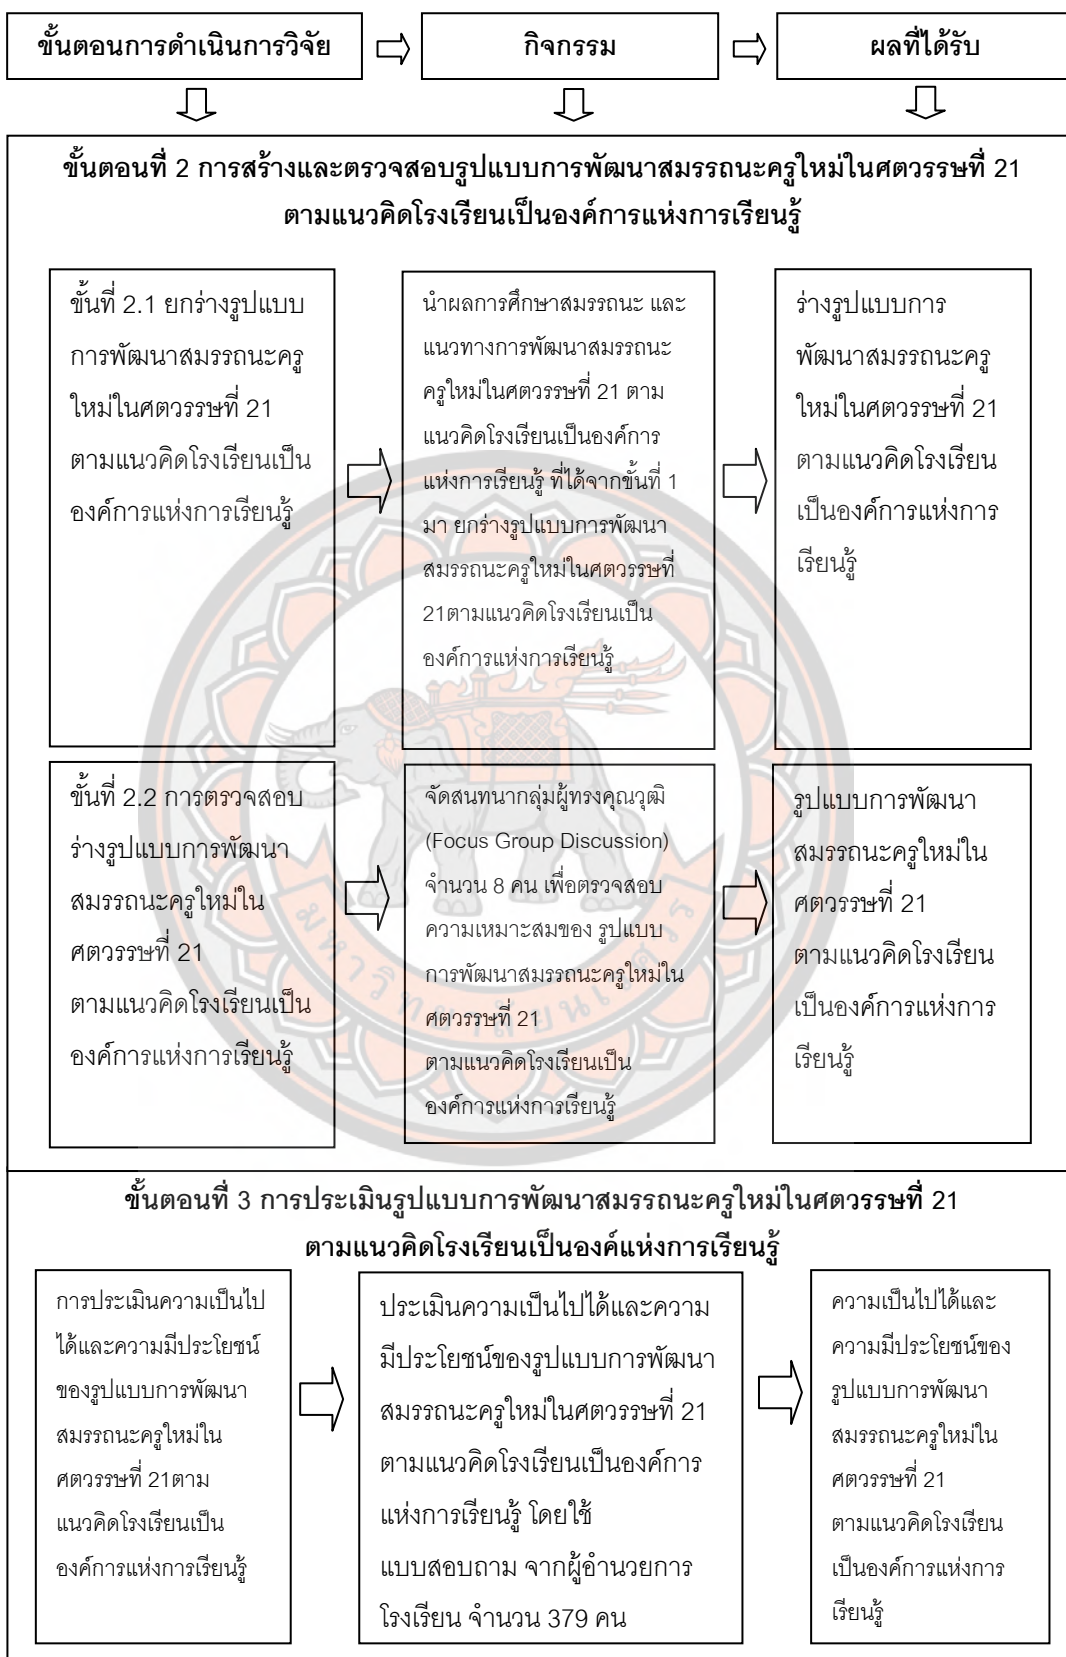 ขั้นตอนการดำเนินการวิจัย
กิจกรรม
ผลที่ได้รับ
ขั้นตอนที่ 2 การสร้างและตรวจสอบรูปแบบการพัฒนาสมรรถนะครูใหม่ในศตวรรษที่ 21
ตามแนวคิดโรงเรียนเป็นองค์การแห่งการเรียนรู้
ขั้นที่ 2.1 ยกร่างรูปแบบ
การพัฒนาสมรรถนะครู
ใหม่ในศตวรรษที่ 21
ตามแนวคิดโรงเรียนเป็น
องค์การแห่งการเรียนรู้
นำผลการศึกษาสมรรถนะ และ
แนวทางการพัฒนาสมรรถนะ
ครูใหม่ในศตวรรษที่ 21 ตาม
แนวคิดโรงเรียนเป็นองค์การ
แห่งการเรียนรู้ ที่ได้จากขั้นที่ 1
มา ยกร่างรูปแบบการพัฒนา
สมรรถนะครูใหม่ในศตวรรษที่
21ตามแนวคิดโรงเรียนเป็น
องค์การแห่งการเรียนรู้
ร่างรูปแบบการ
พัฒนาสมรรถนะครู
ใหม่ในศตวรรษที่ 21
ตามแนวคิดโรงเรียน
เป็นองค์การแห่งการ
เรียนรู้
ขั้นที่ 2.2 การตรวจสอบ
ร่างรูปแบบการพัฒนา
สมรรถนะครูใหม่ใน
ศตวรรษที่ 21
ตามแนวคิดโรงเรียนเป็น
องค์การแห่งการเรียนรู้
จัดสนทนากลุ่มผู้ทรงคุณวุฒิ
(Focus Group Discussion)
จำนวน 8 คน เพื่อตรวจสอบ
ความเหมาะสมของ รูปแบบ
การพัฒนาสมรรถนะครูใหม่ใน
ศตวรรษที่ 21
ตามแนวคิดโรงเรียนเป็น
องค์การแห่งการเรียนรู้
รูปแบบการพัฒนา
สมรรถนะครูใหม่ใน
ศตวรรษที่ 21
ตามแนวคิดโรงเรียน
เป็นองค์การแห่งการ
เรียนรู้
มหาวิทยาลัยนเรศวร
ขั้นตอนที่ 3 การประเมินรูปแบบการพัฒนาสมรรถนะครูใหม่ในศตวรรษที่ 21
ตามแนวคิดโรงเรียนเป็นองค์แห่งการเรียนรู้
การประเมินความเป็นไป
ได้และความมีประโยชน์
ของรูปแบบการพัฒนา
สมรรถนะครูใหม่ใน
ศตวรรษที่ 21ตาม
แนวคิดโรงเรียนเป็น
องค์การแห่งการเรียนรู้
ประเมินความเป็นไปได้และความ
มีประโยชน์ของรูปแบบการพัฒนา
สมรรถนะครูใหม่ในศตวรรษที่ 21
ตามแนวคิดโรงเรียนเป็นองค์การ
แห่งการเรียนรู้ โดยใช้
แบบสอบถาม จากผู้อำนวยการ
โรงเรียน จำนวน 379 คน
ความเป็นไปได้และ
ความมีประโยชน์ของ
รูปแบบการพัฒนา
สมรรถนะครูใหม่ใน
ศตวรรษที่ 21
ตามแนวคิดโรงเรียน
เป็นองค์การแห่งการ
เรียนรู้